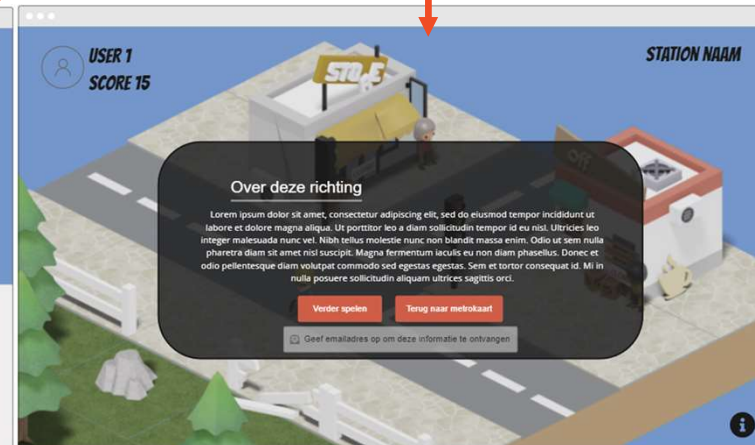 USER 1
SCORE 15
STATION NAAM
STORE
off
Over deze richting
Lorem ipsum dolor sit amet, consectetur adipiscing elit, sed do eiusmod tempor incididunt ut
labore et dolore magna aliqua. Ut porttitor leo a diam sollicitudin tempor id eu nisl. Ultricies leo
integer malesuada nunc vel. Nibh tellus molestie nunc non blandit massa enim. Odio ut sem nulla
pharetra diam sit amet nisl suscipit. Magna fermentum iaculis eu non diam phasellus. Donec et
odio pellentesque diam volutpat commodo sed egestas egestas. Sem et tortor consequat id. Mi in
nulla posuere sollicitudin aliquam ultrices sagittis orci.
Verder spelen
Terug naar metrokaart
Geef emailadres op om deze informatie te ontvangen
i